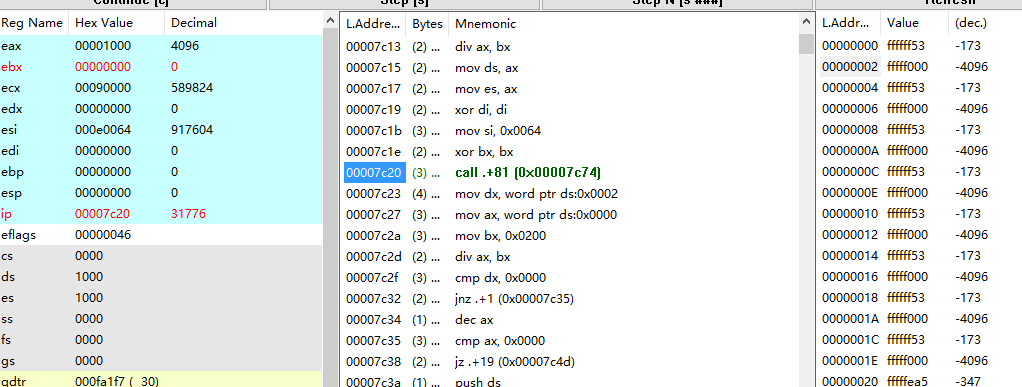 Continue [c] Step [s] Step N [s ###] Refresh
Reg Name Hex Value Decimal
eax 00001000 4096
ebx 00000000 0
ecx 00090000 589824
edx 00000000 0
esi 000e0064 917604
edi 00000000 0
ebp 00000000 0
esp 00000000 0
ip 00007c20 31776
eflags 00000046
cs 0000
ds 1000
es 1000
ss 0000
fs 0000
gs 0000
gdtr 000fa1f7 ( 30)
L.Addre... Bytes Mnemonic
00007c13 (2) ... div ax, bx
00007c15 (2) ... mov ds, ax
00007c17 (2) ... mov es, ax
00007c19 (2) ... xor di, di
00007c1b (3) ... mov si, 0x0064
00007c1e (2) ... xor bx, bx
00007c20 (3) ... call .+81 (0x00007c74)
00007c23 (4) ... mov dx, word ptr ds:0x0002
00007c27 (3) ... mov ax, word ptr ds:0x0000
00007c2a (3) ... mov bx, 0x0200
00007c2d (2) ... div ax, bx
00007c2f (3) ... cmp dx, 0x0000
00007c32 (2) ... jnz .+1 (0x00007c35)
00007c34 (1) ... dec ax
00007c35 (3) ... cmp ax, 0x0000
00007c38 (2) ... jz .+19 (0x00007c4d)
00007c3a (1) ... push ds
L.Addr... Value (dec.)
00000000 ffffff53 -173
00000002 fffff000 -4096
00000004 ffffff53 -173
00000006 fffff000 -4096
00000008 ffffff53 -173
0000000A fffff000 -4096
0000000C ffffff53 -173
0000000E fffff000 -4096
00000010 ffffff53 -173
00000012 fffff000 -4096
00000014 ffffff53 -173
00000016 fffff000 -4096
00000018 ffffff53 -173
0000001A fffff000 -4096
0000001C ffffff53 -173
0000001E fffff000 -4096
00000020 fffffea5 -347